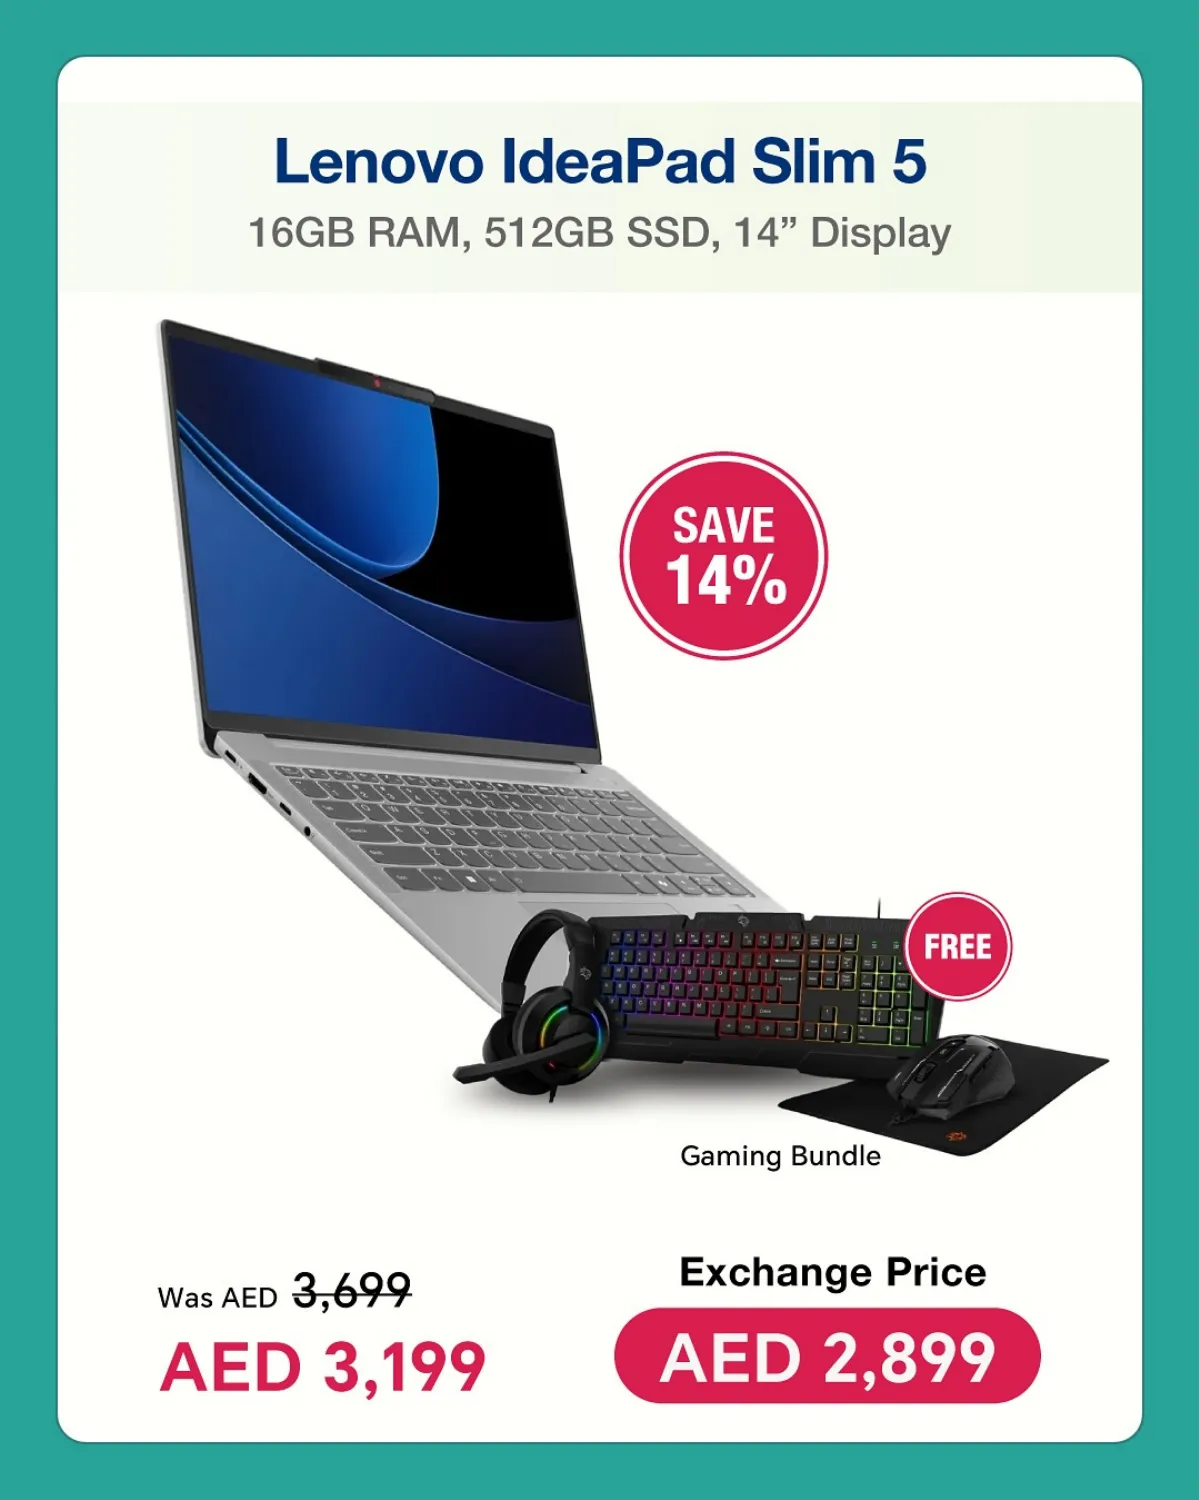 Lenovo IdeaPad Slim 5
16GB RAM, 512GB SSD, 14” Display
SAVE
14%
FREE
Gaming Bundle
Was AED 3,699
AED 3,199
Exchange Price
AED 2,899